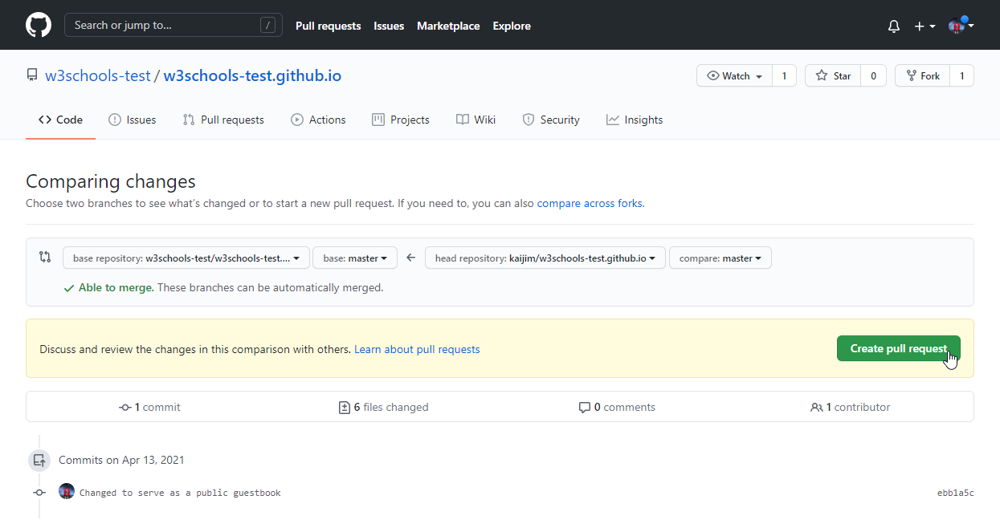 Search or jump to... /
Pull requests Issues Marketplace Explore
w3schools-test / w3schools-test.github.io
Watch 1 Star 0 Fork 1
Code Issues Pull requests Actions Projects Wiki Security Insights
Comparing changes
Choose two branches to see what's changed or to start a new pull request. If you need to, you can also compare across forks.
base repository: w3schools-test/w3schools-test.... base: master ← head repository: kaijim/w3schools-test.github.io compare: master
Able to merge. These branches can be automatically merged.
Discuss and review the changes in this comparison with others. Learn about pull requests Create pull request
1 commit 6 files changed 0 comments 1 contributor
Commits on Apr 13, 2021
Changed to serve as a public guestbook ebb1a5c